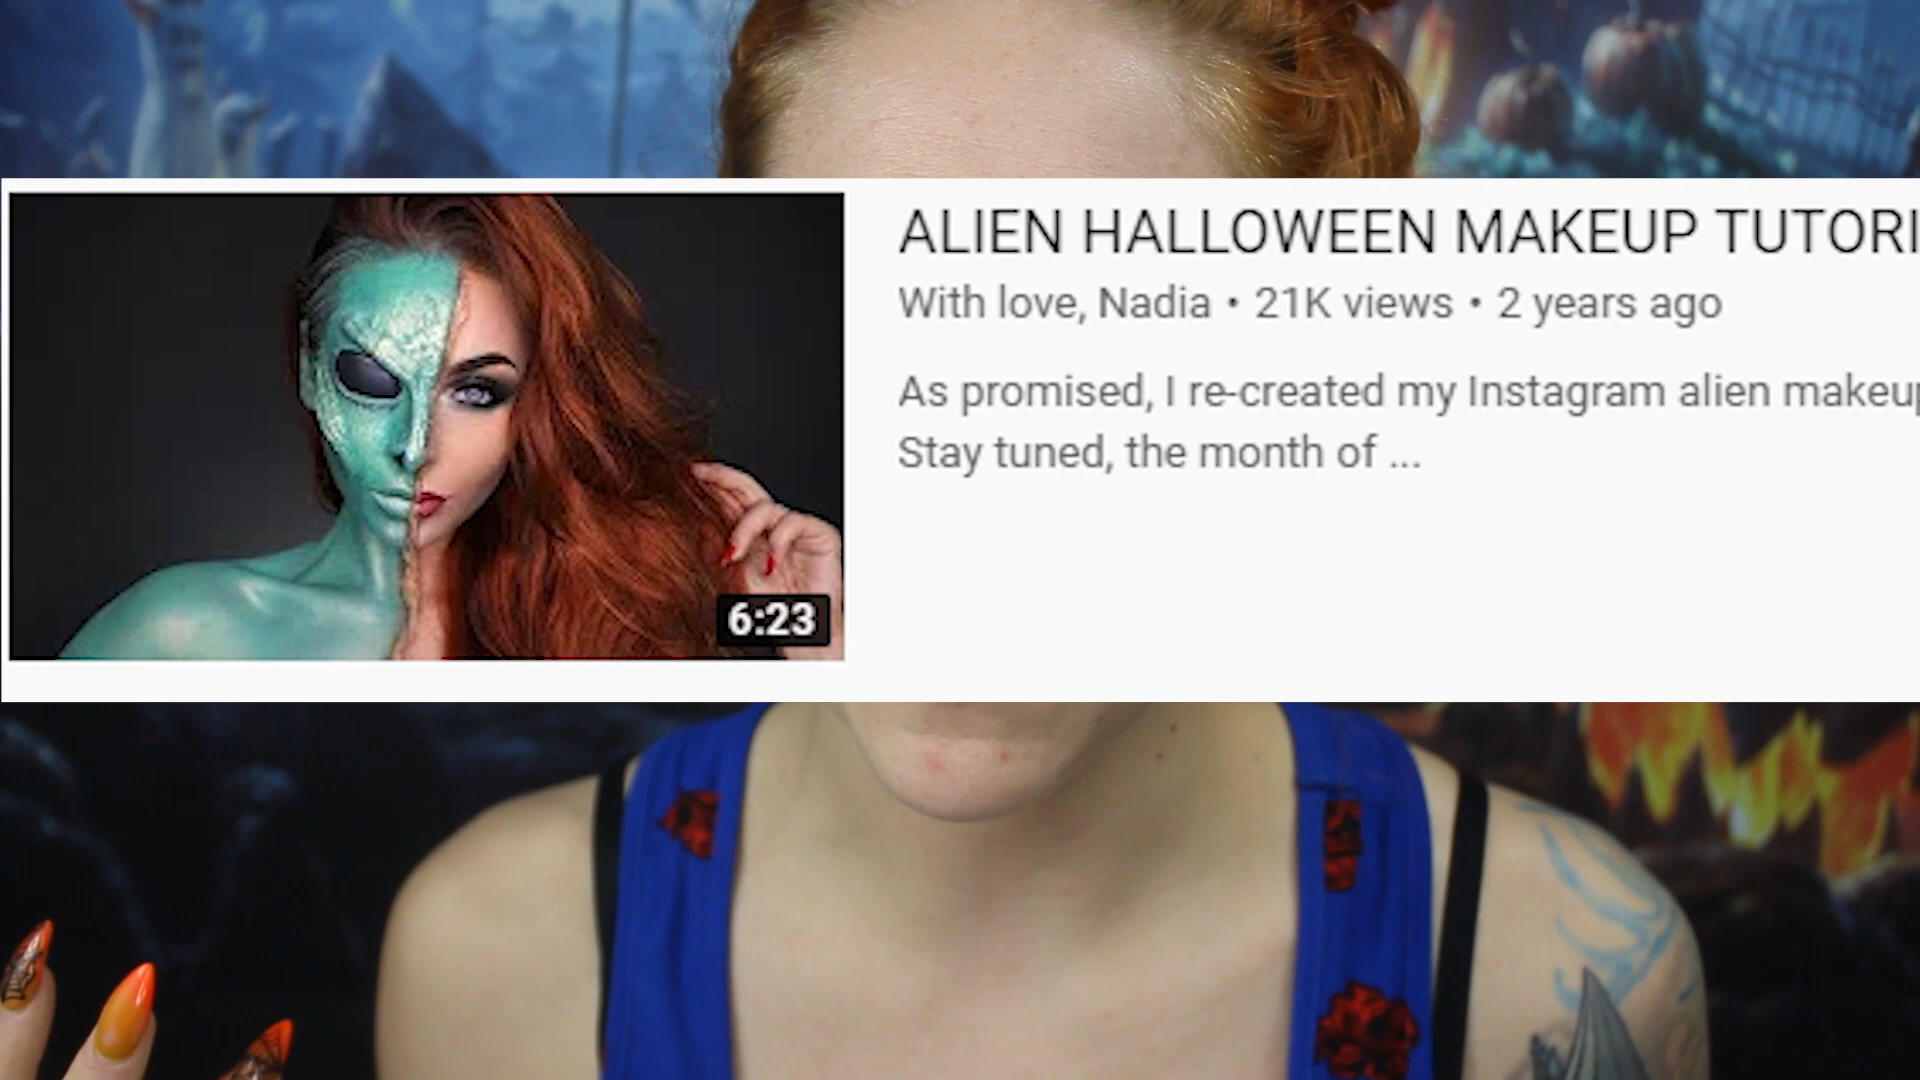 ALIEN HALLOWEEN MAKEUP TUTORI
With love, Nadia • 21K views • 2 years ago
As promised, I re-created my Instagram alien makeup
Stay tuned, the month of ...
6:23